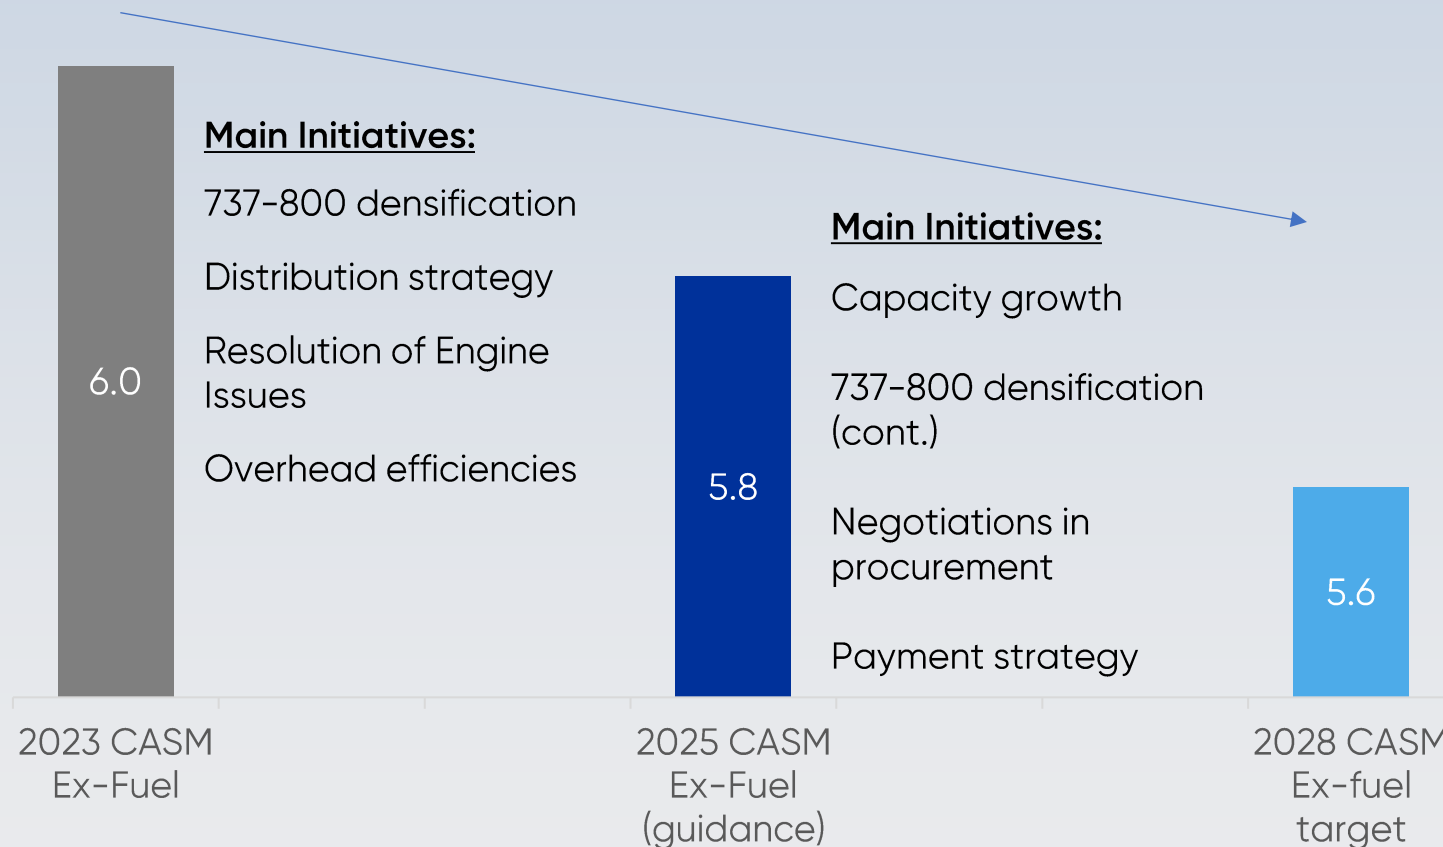 Main Initiatives:
737-800 densification
Distribution strategy
Resolution of Engine
Issues
Overhead efficiencies
6.0
Main Initiatives:
Capacity growth
737-800 densification
(cont.)
Negotiations in
procurement
Payment strategy
5.8
5.6
2023 CASM
Ex-Fuel
2025 CASM
Ex-Fuel
(guidance)
2028 CASM
Ex-fuel
target